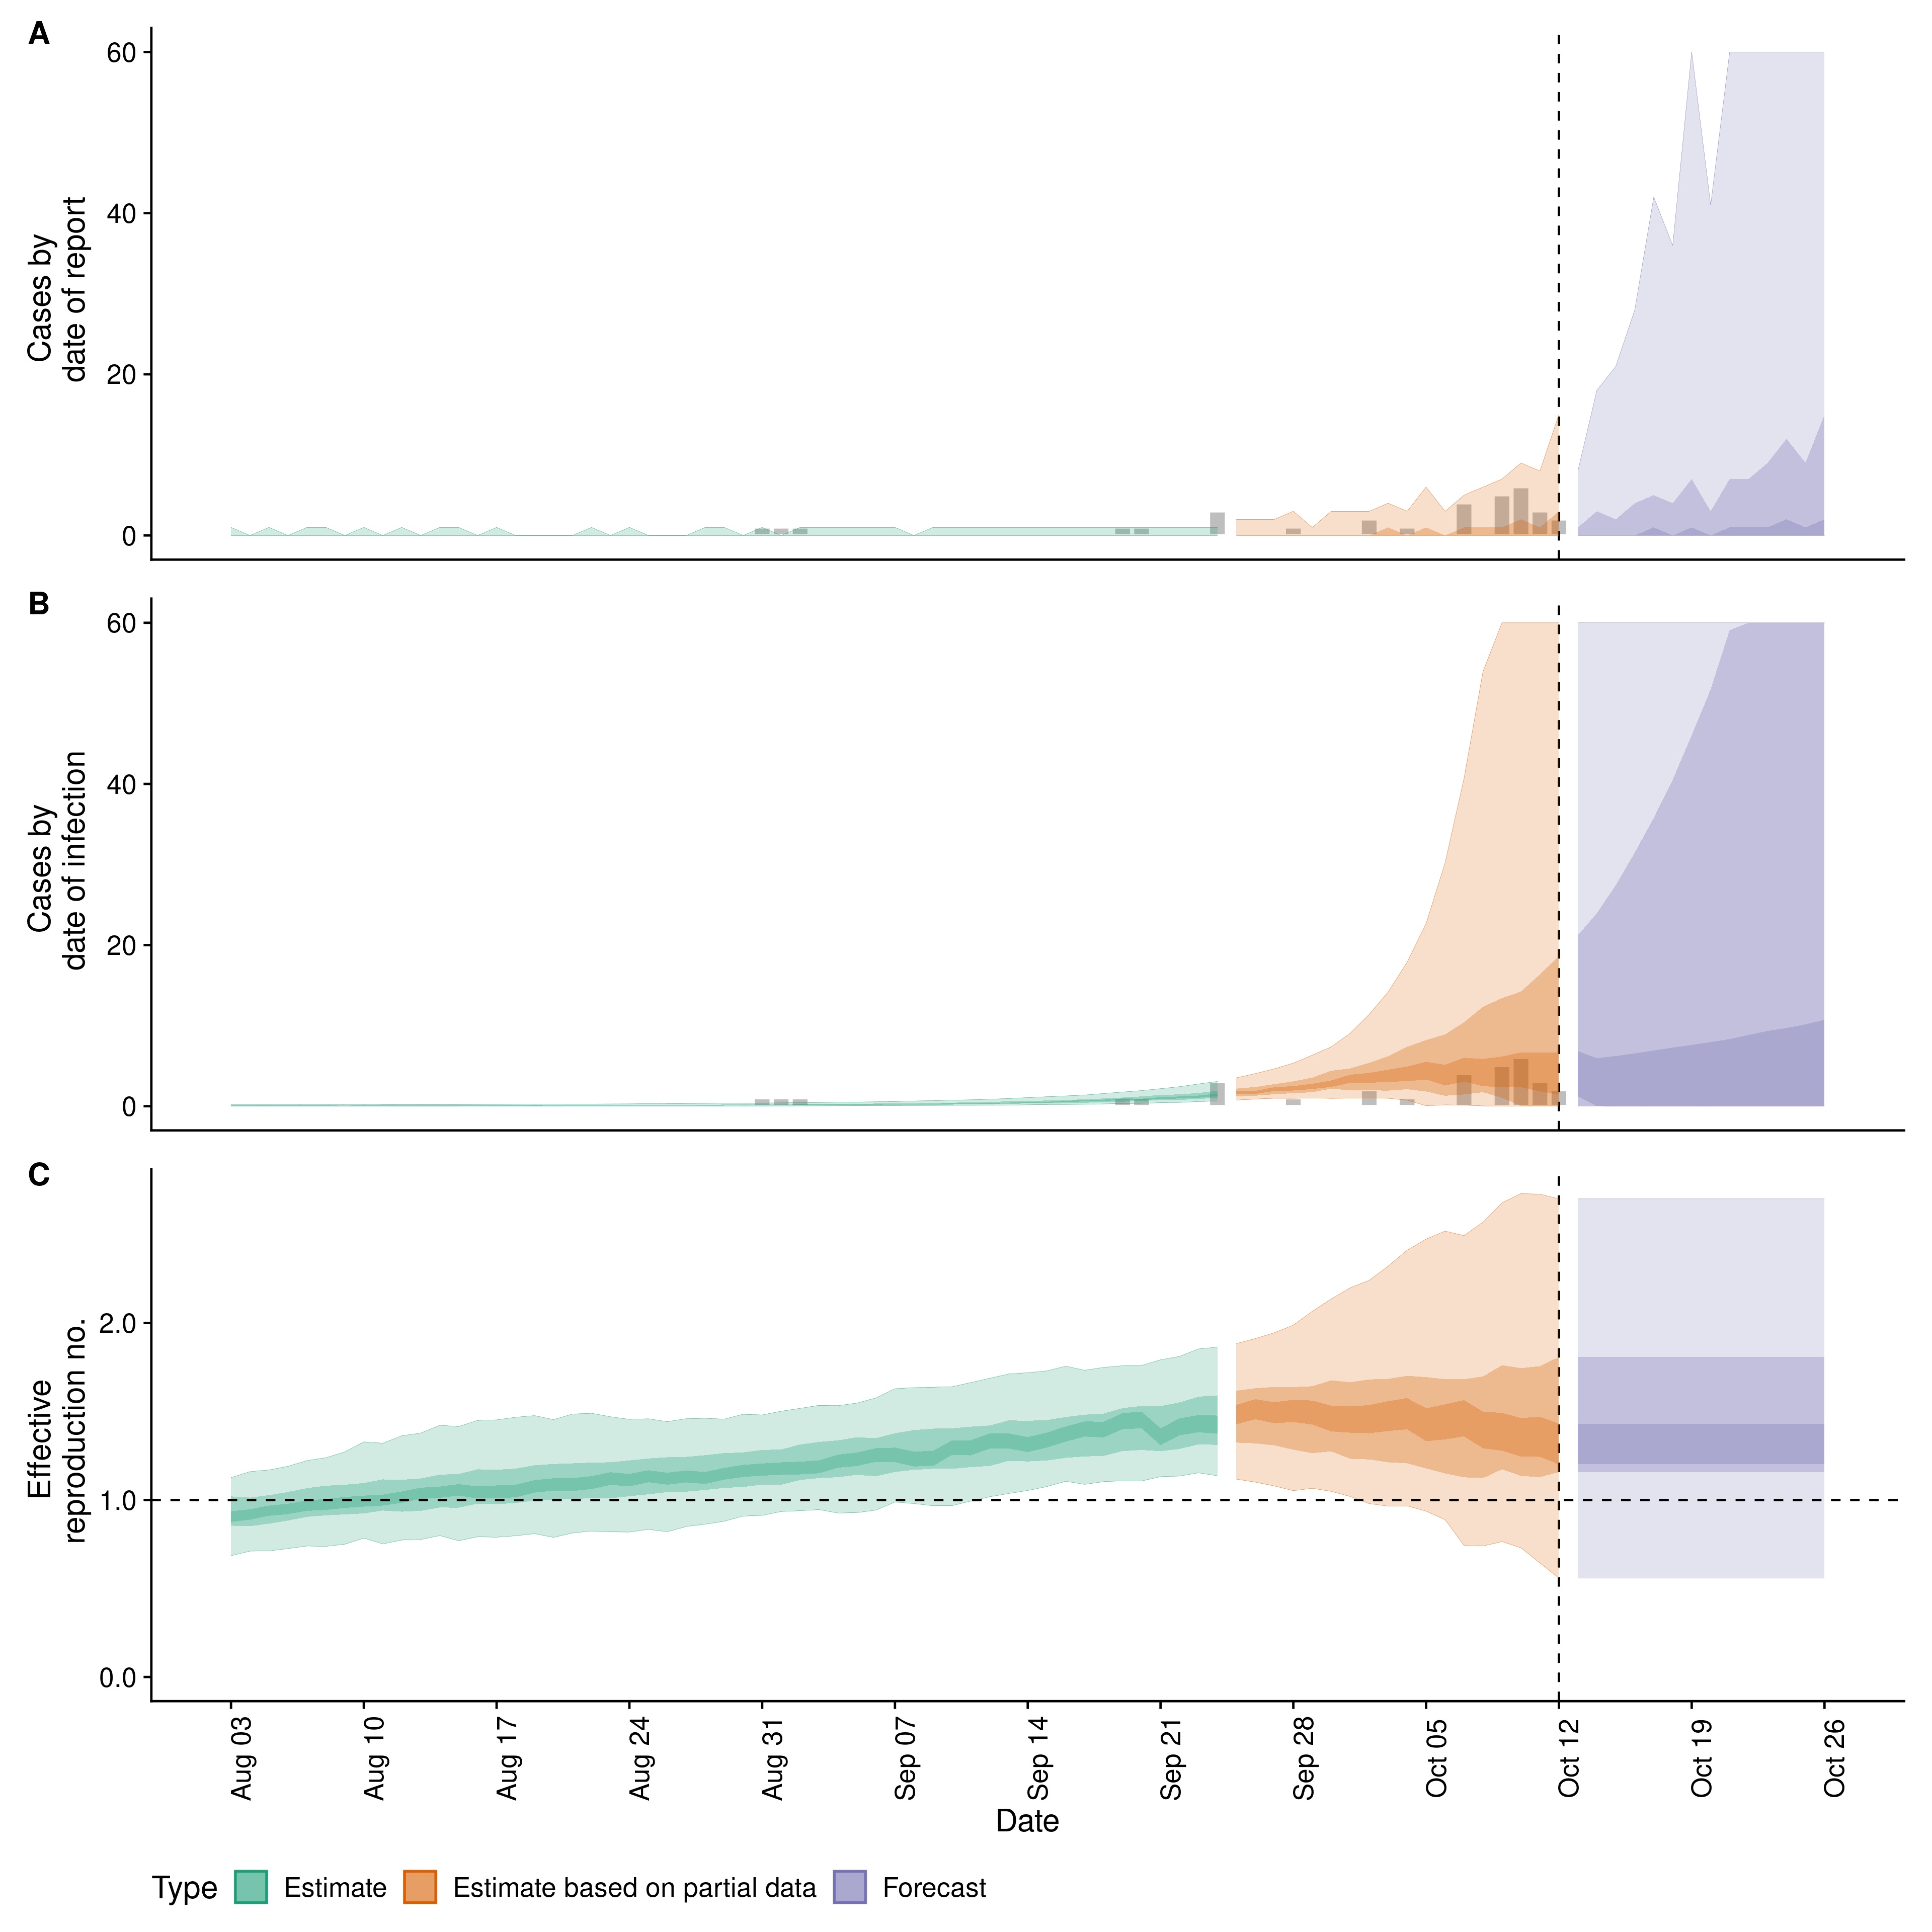 A
60
40
20
0
Cases by
date of report
B
60
40
20
0
Cases by
date of infection
C
2.0
1.0
0.0
Effective
reproduction no.
Aug 03
Aug 10
Aug 17
Aug 24
Aug 31
Sep 07
Sep 14
Sep 21
Sep 28
Oct 05
Oct 12
Oct 19
Oct 26
Date
Type Estimate Estimate based on partial data Forecast